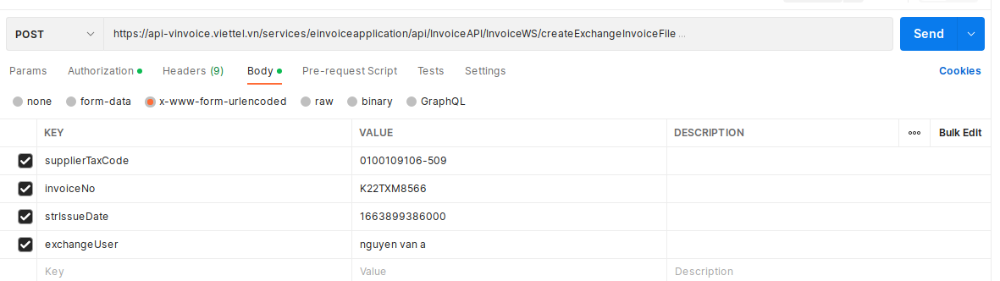 POST https://api-vinvoice.viettel.vn/services/einvoiceapplication/api/InvoiceAPI/InvoiceWS/createExchangeInvoiceFile ... Send
Params Authorization Headers (9) Body Pre-request Script Tests Settings Cookies
none form-data x-www-form-urlencoded raw binary GraphQL
KEY VALUE DESCRIPTION ooo Bulk Edit
supplierTaxCode 0100109106-509
invoiceNo K22TXM8566
strIssueDate 1663899386000
exchangeUser nguyen van a
Key Value Description